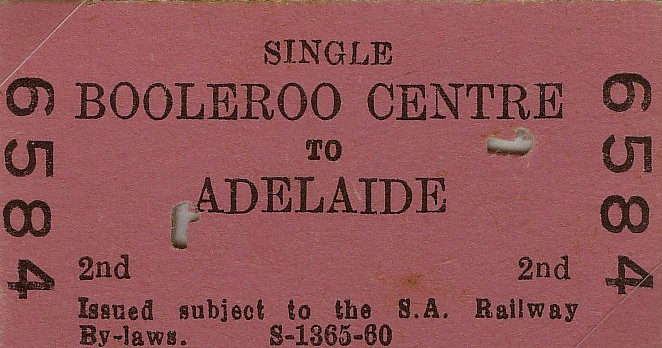 SINGLE
BOOLEROO CENTRE
TO
ADELAIDE
2nd 2nd
Issued subject to the S.A. Railway
By-laws. S-1365-60
6584
6584